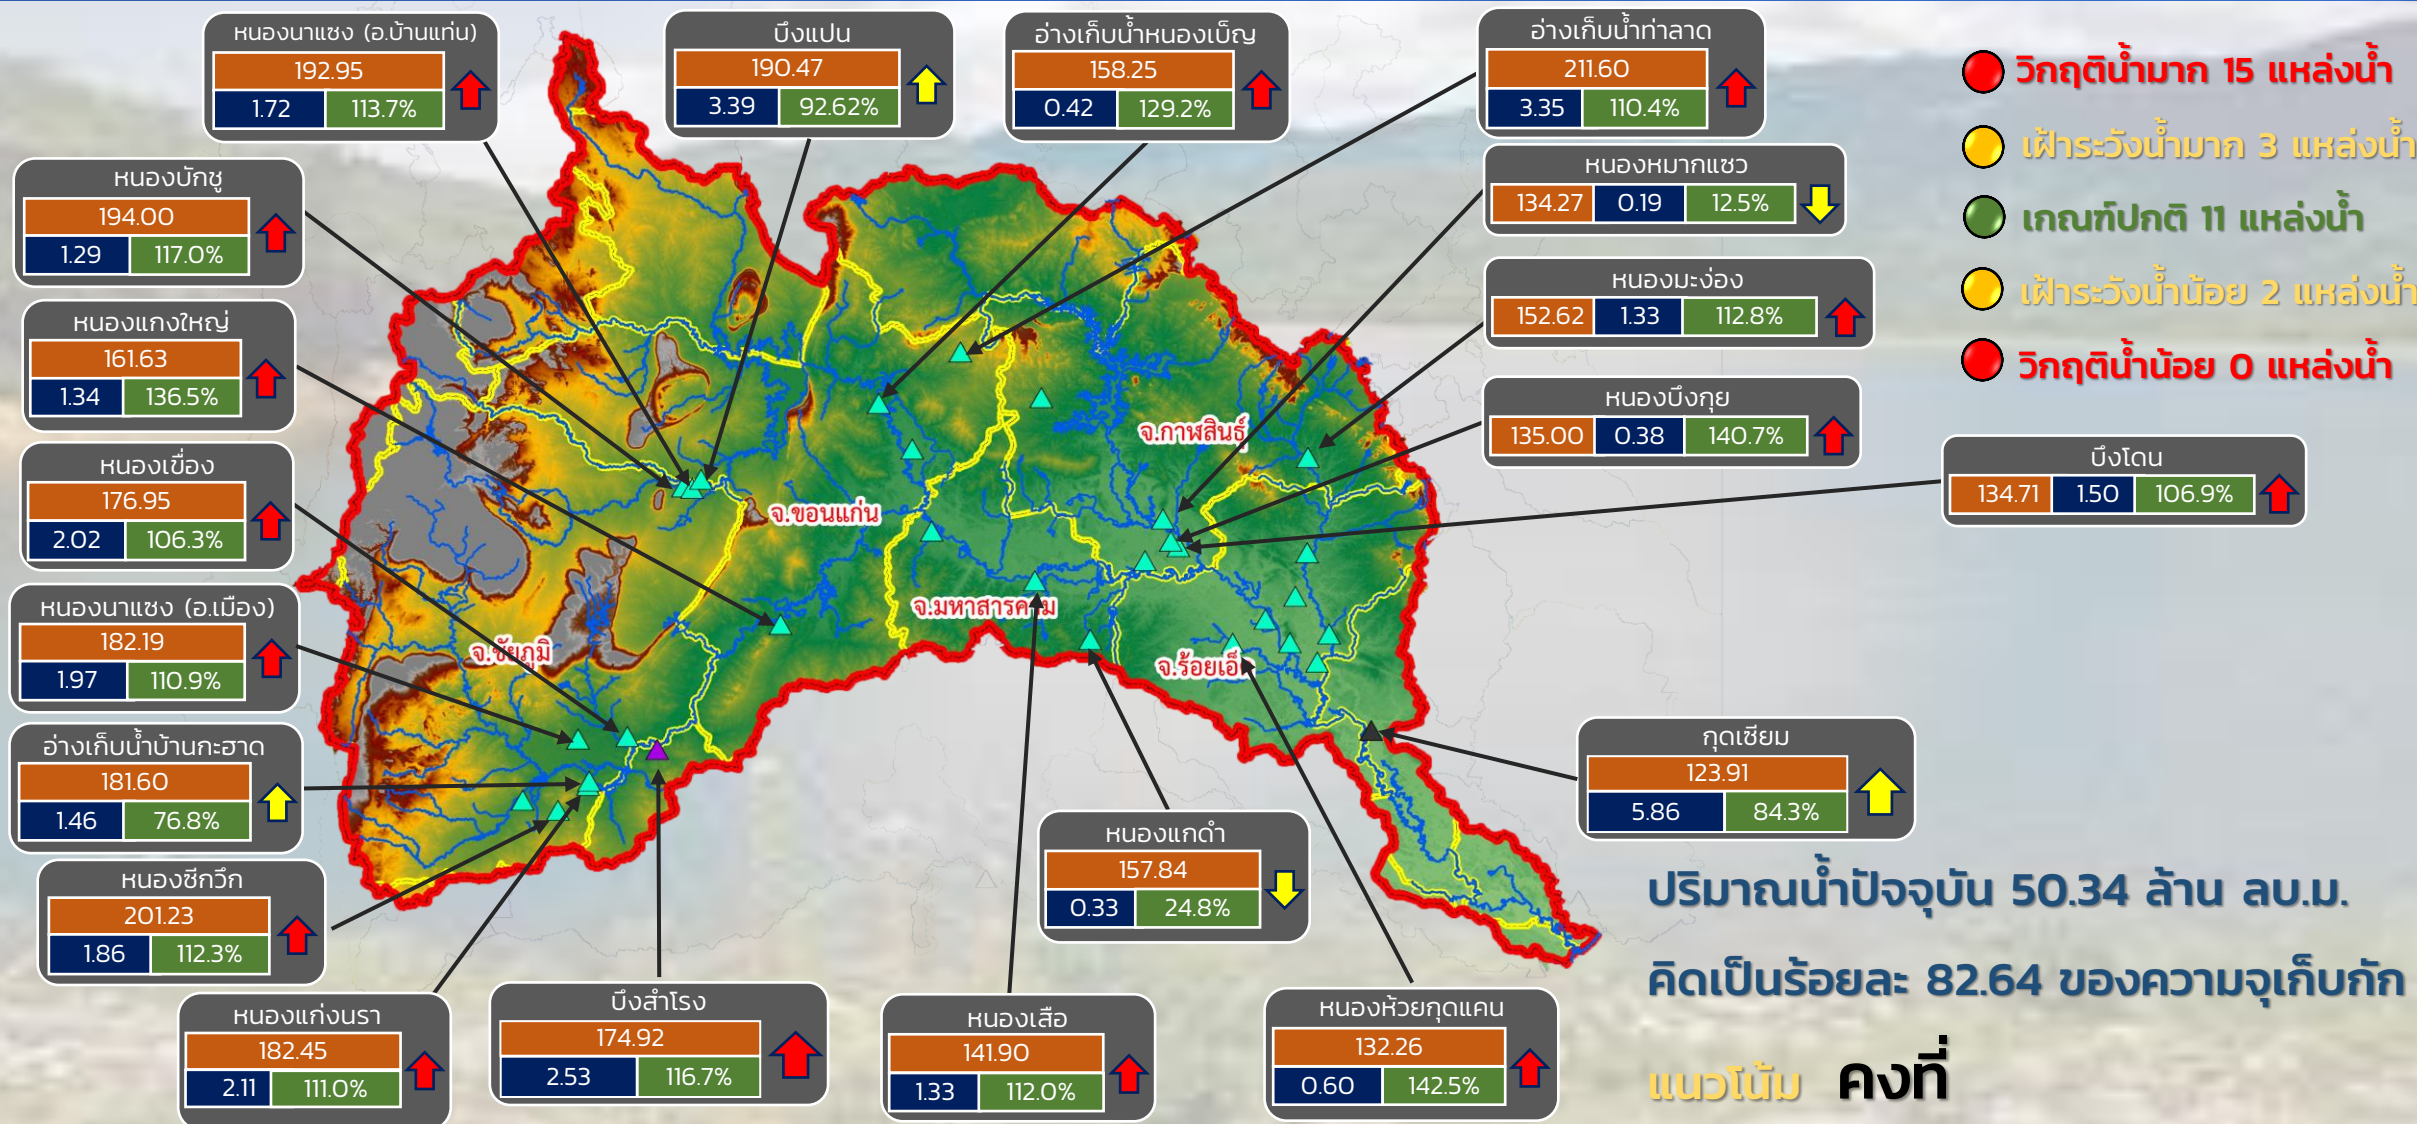 หนองนาแซง (อ.บ้านแท่น)
192.95
1.72 113.7%
บึงแปน
190.47
3.39 92.62%
อ่างเก็บน้ำหนองเบ็ญ
158.25
0.42 129.2%
อ่างเก็บน้ำท่าลาด
211.60
3.35 110.4%
วิกฤติน้ำมาก 15 แหล่งน้ำ
เฝ้าระวังน้ำมาก 3 แหล่งน้ำ
เกณฑ์ปกติ 11 แหล่งน้ำ
เฝ้าระวังน้ำน้อย 2 แหล่งน้ำ
วิกฤติน้ำน้อย 0 แหล่งน้ำ
หนองหมากแซว
134.27 0.19 12.5%
หนองบักซู
194.00
1.29 117.0%
หนองมะง่อง
152.62 1.33 112.8%
หนองแกงใหญ่
161.63
1.34 136.5%
หนองบึงกุย
135.00 0.38 140.7%
บึงโดน
134.71 1.50 106.9%
หนองเขื่อง
176.95
2.02 106.3%
จ.กาฬสินธุ์
จ.ขอนแก่น
จ.มหาสารคาม
จ.ชัยภูมิ
จ.ร้อยเอ็ด
หนองนาแซง (อ.เมือง)
182.19
1.97 110.9%
อ่างเก็บน้ำบ้านกะฮาด
181.60
1.46 76.8%
กุดเชียม
123.91
5.86 84.3%
หนองแกดำ
157.84
0.33 24.8%
หนองซีกวึก
201.23
1.86 112.3%
หนองแก่งนรา
182.45
2.11 111.0%
บึงสำโรง
174.92
2.53 116.7%
หนองเสือ
141.90
1.33 112.0%
หนองห้วยกุดแคน
132.26
0.60 142.5%
ปริมาณน้ำปัจจุบัน 50.34 ล้าน ลบ.ม.
คิดเป็นร้อยละ 82.64 ของความจุเก็บกัก
แนวโน้ม คงที่